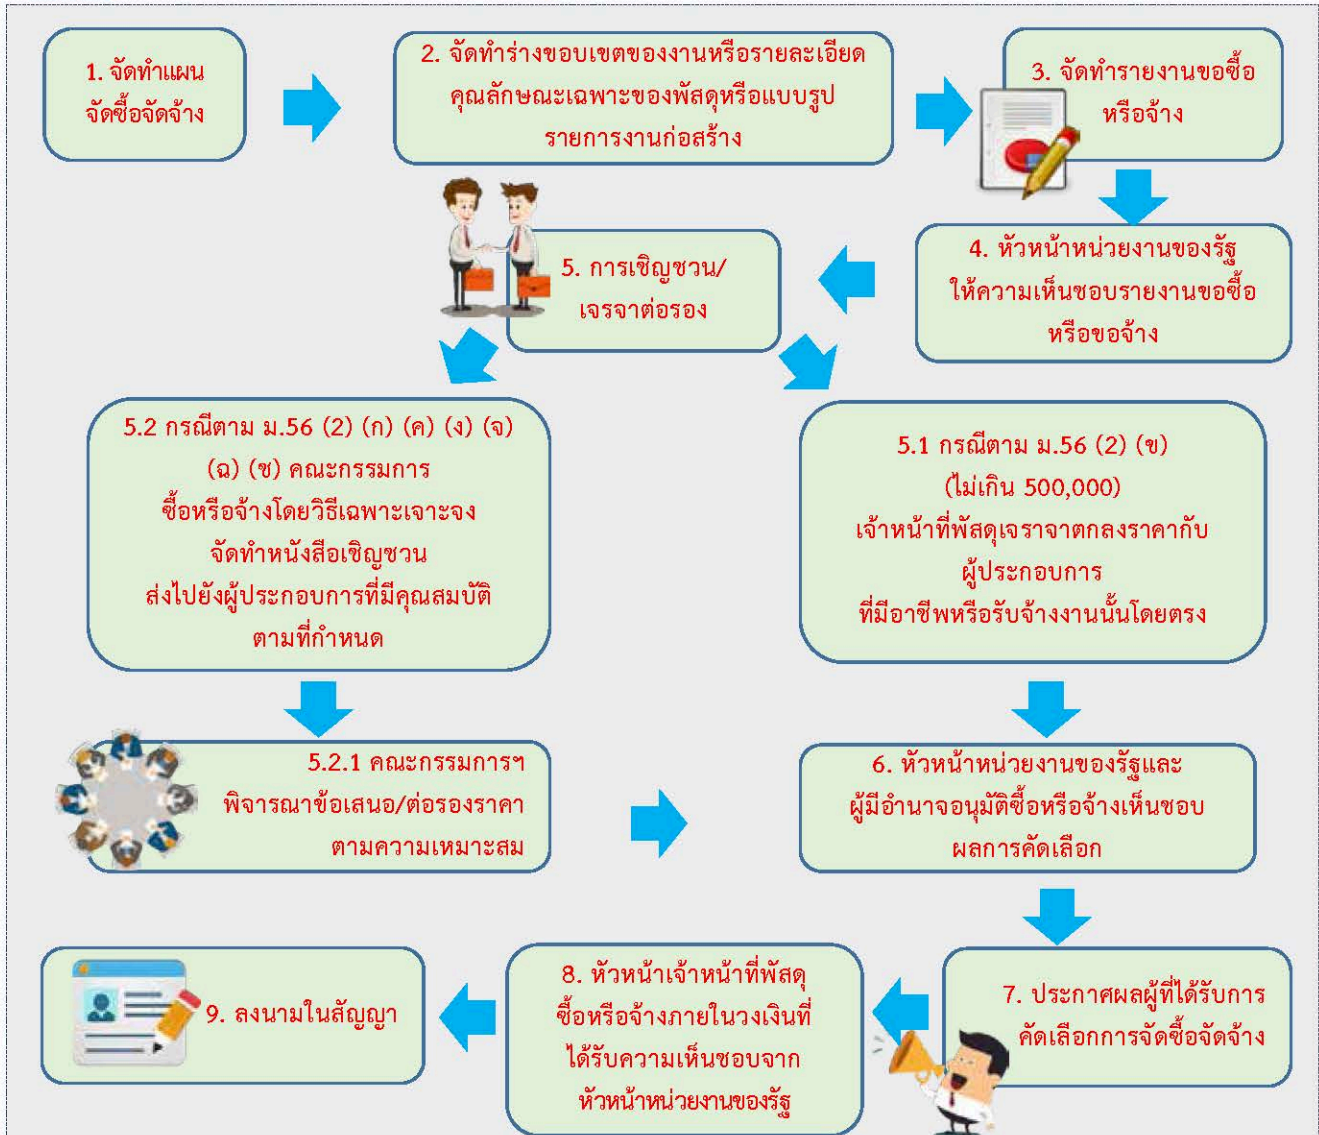 1. จัดทำแผน
จัดซื้อจัดจ้าง
2. จัดทำร่างขอบเขตของงานหรือรายละเอียด
คุณลักษณะเฉพาะของพัสดุหรือแบบรูป
รายการงานก่อสร้าง
3. จัดทำรายงานขอซื้อ
หรือจ้าง
4. หัวหน้าหน่วยงานของรัฐ
ให้ความเห็นชอบรายงานขอซื้อ
หรือขอจ้าง
5. การเชิญชวน/
เจรจาต่อรอง
5.2 กรณีตาม ม.56 (2) (ก) (ค) (ง) (จ)
(ฉ) (ช) คณะกรรมการ
ซื้อหรือจ้างโดยวิธีเฉพาะเจาะจง
จัดทำหนังสือเชิญชวน
ส่งไปยังผู้ประกอบการที่มีคุณสมบัติ
ตามที่กำหนด
5.1 กรณีตาม ม.56 (2) (ข)
(ไม่เกิน 500,000)
เจ้าหน้าที่พัสดุเจราจาตกลงราคากับ
ผู้ประกอบการ
ที่มีอาชีพหรือรับจ้างงานนั้นโดยตรง
5.2.1 คณะกรรมการฯ
พิจารณาข้อเสนอ/ต่อรองราคา
ตามความเหมาะสม
6. หัวหน้าหน่วยงานของรัฐและ
ผู้มีอำนาจอนุมัติซื้อหรือจ้างเห็นชอบ
ผลการคัดเลือก
7. ประกาศผลผู้ที่ได้รับการ
คัดเลือกการจัดซื้อจัดจ้าง
8. หัวหน้าเจ้าหน้าที่พัสดุ
ซื้อหรือจ้างภายในวงเงินที่
ได้รับความเห็นชอบจาก
หัวหน้าหน่วยงานของรัฐ
9. ลงนามในสัญญา